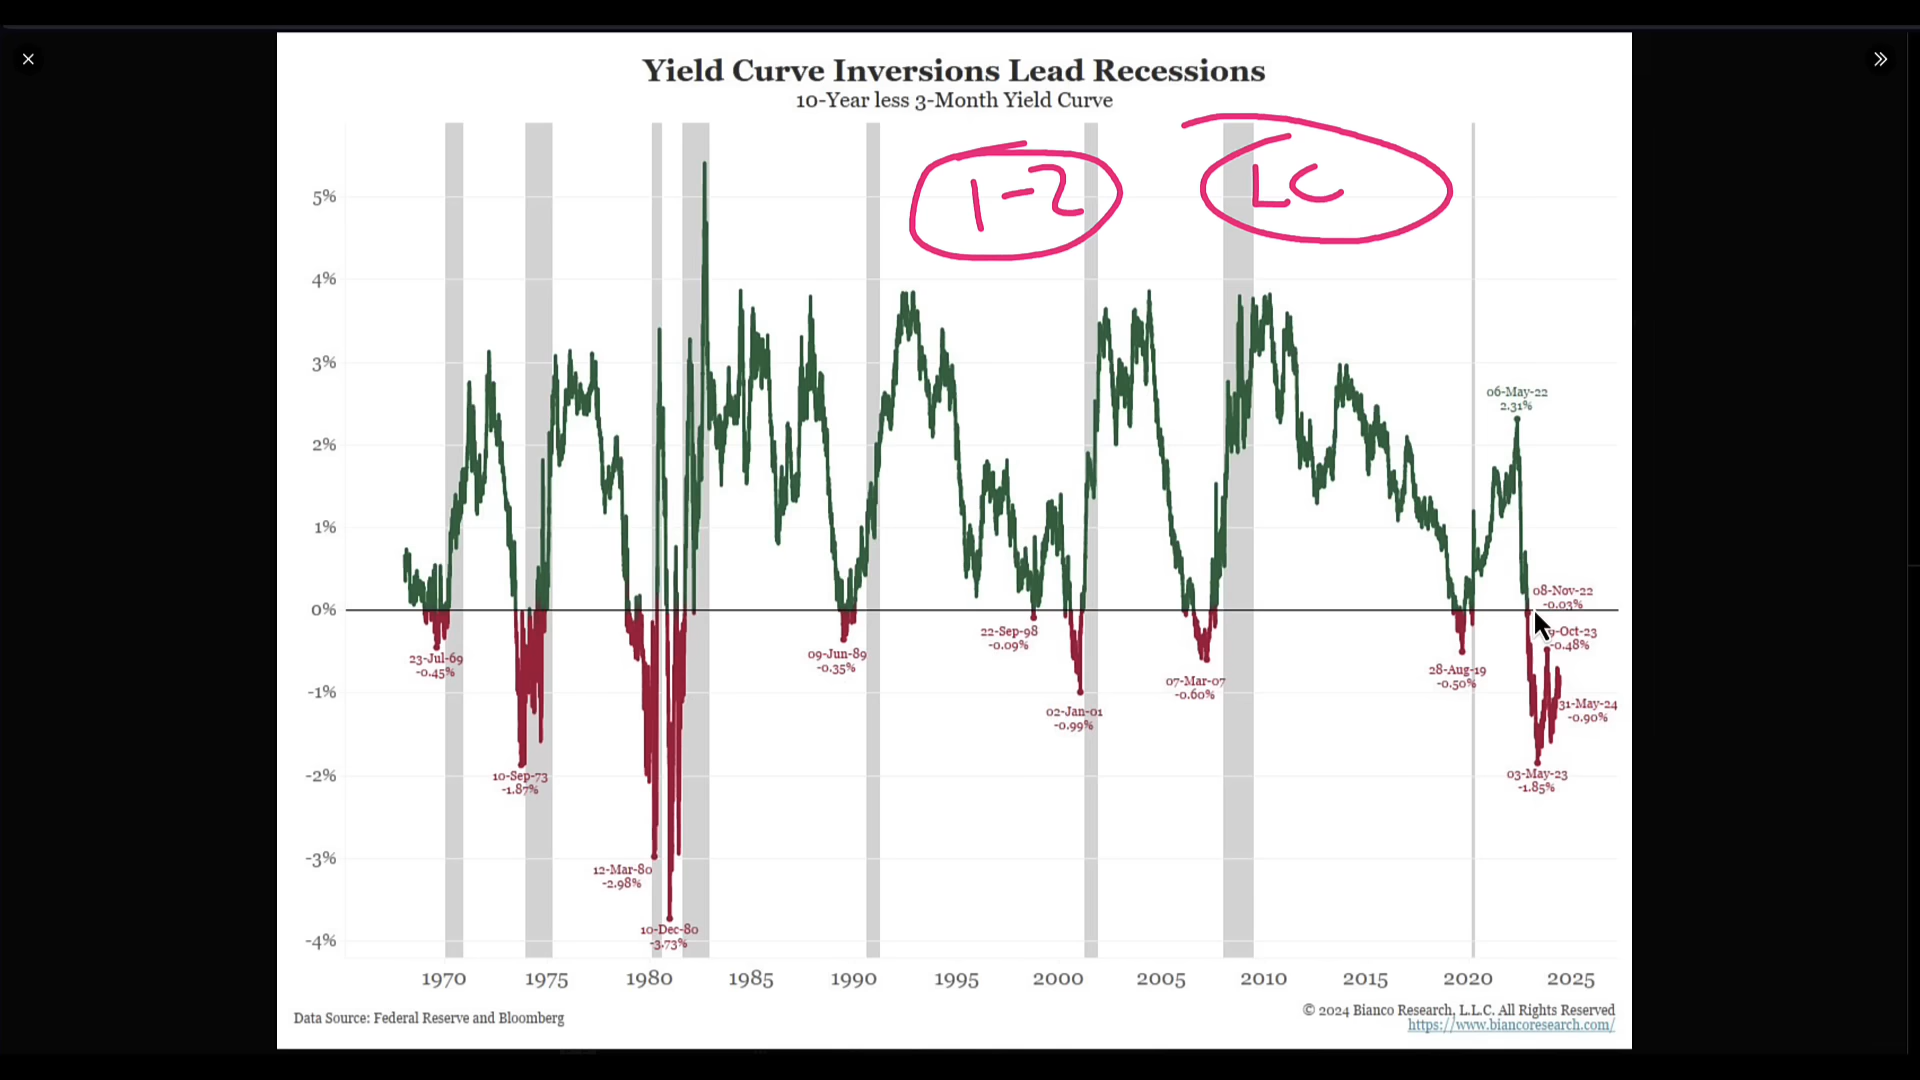 Yield Curve Inversions Lead Recessions
10-Year less 3-Month Yield Curve
1-2
LC
5%
4%
3%
2%
1%
0%
-1%
-2%
-3%
-4%
06-May-22
2.31%
08-Nov-22
-0.03%
9-Oct-23
-0.48%
22-Sep-98
-0.09%
09-Jun-89
-0.35%
23-Jul-69
-0.45%
28-Aug-19
-0.50%
07-Mar-07
-0.60%
31-May-24
-0.90%
02-Jan-01
-0.99%
03-May-23
-1.85%
10-Sep-73
-1.87%
12-Mar-80
-2.98%
10-Dec-80
-3.73%
1970 1975 1980 1985 1990 1995 2000 2005 2010 2015 2020 2025
Data Source: Federal Reserve and Bloomberg
© 2024 Bianco Research, L.L.C. All Rights Reserved
https://www.biancoresearch.com/